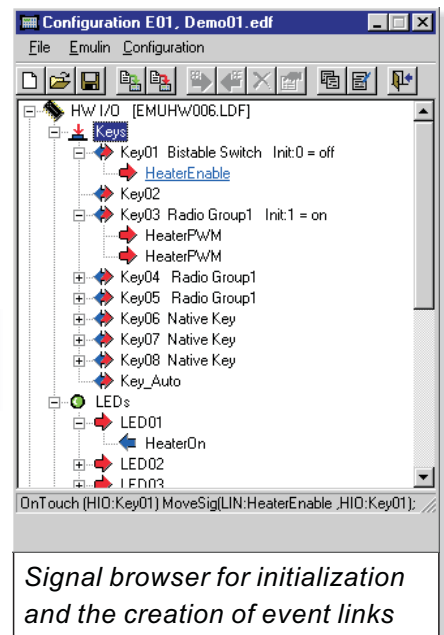 Configuration E01, Demo01.edf
File Emulin Configuration
HW I/O [EMUHW006.LDF]
Keys
Key01 Bistable Switch Init:0 = off
HeaterEnable
Key02
Key03 Radio Group1 Init:1 = on
HeaterPWM
HeaterPWM
Key04 Radio Group1
Key05 Radio Group1
Key06 Native Key
Key07 Native Key
Key08 Native Key
Key_Auto
LEDs
LED01
HeaterOn
LED02
LED03
OnTouch (HIO:Key01) MoveSig(LIN:HeaterEnable ,HIO:Key01);
Signal browser for initialization
and the creation of event links